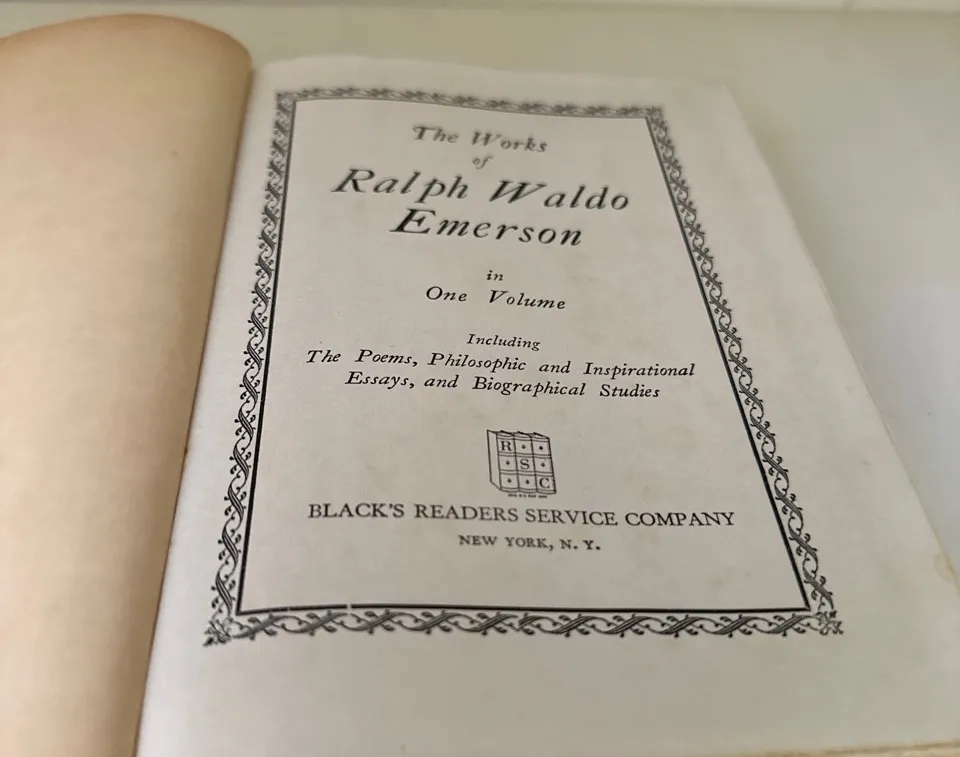 The Works
of
Ralph Waldo
Emerson
in
One Volume
Including
The Poems, Philosophic and Inspirational
Essays, and Biographical Studies
R
S
C
BLACK'S READERS SERVICE COMPANY
NEW YORK, N. Y.